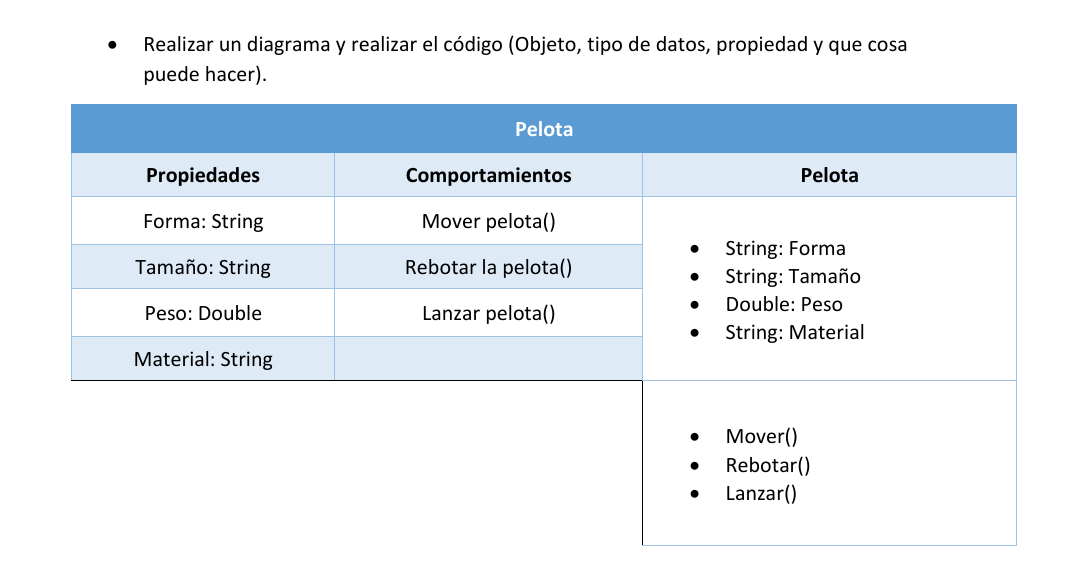 • Realizar un diagrama y realizar el código (Objeto, tipo de datos, propiedad y que cosa
puede hacer).
Pelota
Propiedades Comportamientos Pelota
Forma: String Mover pelota()
Tamaño: String Rebotar la pelota()
Peso: Double Lanzar pelota()
Material: String
• String: Forma
• String: Tamaño
• Double: Peso
• String: Material
• Mover()
• Rebotar()
• Lanzar()